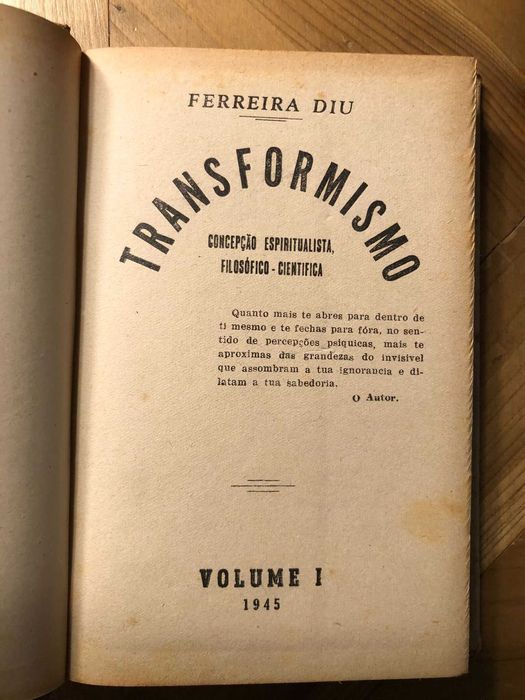 FERREIRA DIU
TRANSFORMISMO
CONCEPÇÃO ESPIRITUALISTA,
FILOSÓFICO - CIENTIFICA
Quanto mais te abres para dentro de
ti mesmo e te fechas para fóra, no sen-
tido de percepções psiquicas, mais te
aproximas das grandezas do invisivel
que assombram a tua ignorancia e di-
latam a tua sabedoria.
O Autor.
VOLUME I
1945